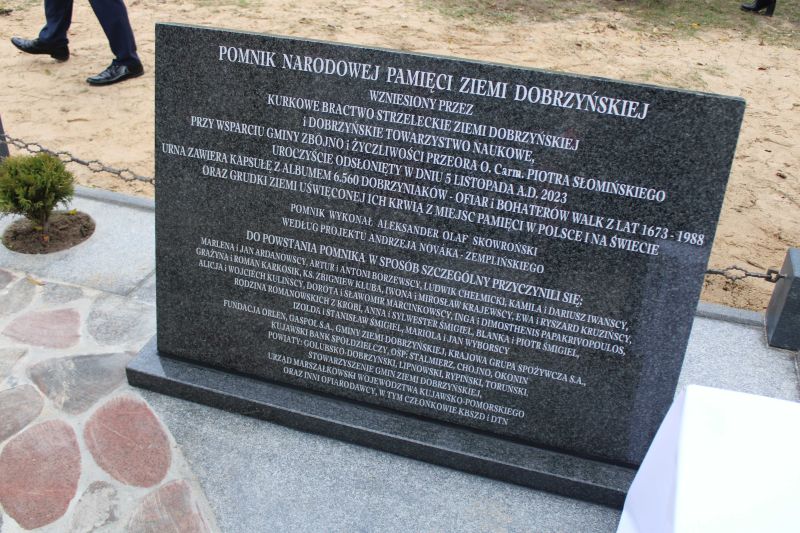 POMNIK NARODOWEJ PAMIĘCI ZIEMI DOBRZYŃSKIEJ
WZNIESIONY PRZEZ
KURKOWE BRACTWO STRZELECKIE ZIEMI DOBRZYŃSKIEJ
i DOBRZYŃSKIE TOWARZYSTWO NAUKOWE,
PRZY WSPARCIU GMINY ZBÓJNO i ŻYCZLIWOŚCI PRZEORA O. Carm. PIOTRA SŁOMIŃSKIEGO
UROCZYŚCIE ODSŁONIĘTY W DNIU 5 LISTOPADA A.D. 2023
URNA ZAWIERA KAPSUŁĘ Z ALBUMEM 6.560 DOBRZYNIAKÓW - OFIAR i BOHATERÓW WALK Z LAT 1673 - 1988
ORAZ GRUDKI ZIEMI UŚWIĘCONEJ ICH KRWIĄ Z MIEJSC PAMIĘCI W POLSCE I NA ŚWIECIE
POMNIK WYKONAŁ ALEKSANDER OLAF SKOWROŃSKI
WEDŁUG PROJEKTU ANDRZEJA NOVÁKA - ZEMPLIŃSKIEGO
DO POWSTANIA POMNIKA W SPOSÓB SZCZEGÓLNY PRZYCZYNILI SIĘ:
MARLENA i JAN ARDANOWSCY, ARTUR i ANTONI BORZEWSCY, LUDWIK CHEŁMICKI, KAMILA i DARIUSZ IWAŃSCY,
GRAŻYNA i ROMAN KARKOSIK, KS. ZBIGNIEW KLUBA, IWONA i MIROSŁAW KRAJEWSCY, EWA i RYSZARD KRUZIŃSCY,
ALICJA i WOJCIECH KULIŃSCY, DOROTA i SŁAWOMIR MARCINKOWSCY, INGA i DIMOSTHENIS PAPAKRIVOPOULOS,
RODZINA ROMANOWSKICH Z KROBI, ANNA i SYLWESTER ŚMIGIEL, BLANKA i PIOTR ŚMIGIEL,
IZOLDA i STANISŁAW ŚMIGIEL, MARIOLA i JAN WYBORSCY
FUNDACJA ORLEN, GASPOL S.A., GMINY ZIEMI DOBRZYŃSKIEJ, KRAJOWA GRUPA SPOŻYWCZA S.A.,
KUJAWSKI BANK SPÓŁDZIELCZY, OSP: STALMIERZ, CHOJNO, OKONIN
POWIATY: GOLUBSKO-DOBRZYŃSKI, LIPNOWSKI, RYPIŃSKI, TORUŃSKI.
STOWARZYSZENIE GMIN ZIEMI DOBRZYŃSKIEJ,
URZĄD MARSZAŁKOWSKI WOJEWÓDZTWA KUJAWSKO-POMORSKIEGO
ORAZ INNI OFIARODAWCY, W TYM CZŁONKOWIE KBSZD i DTN